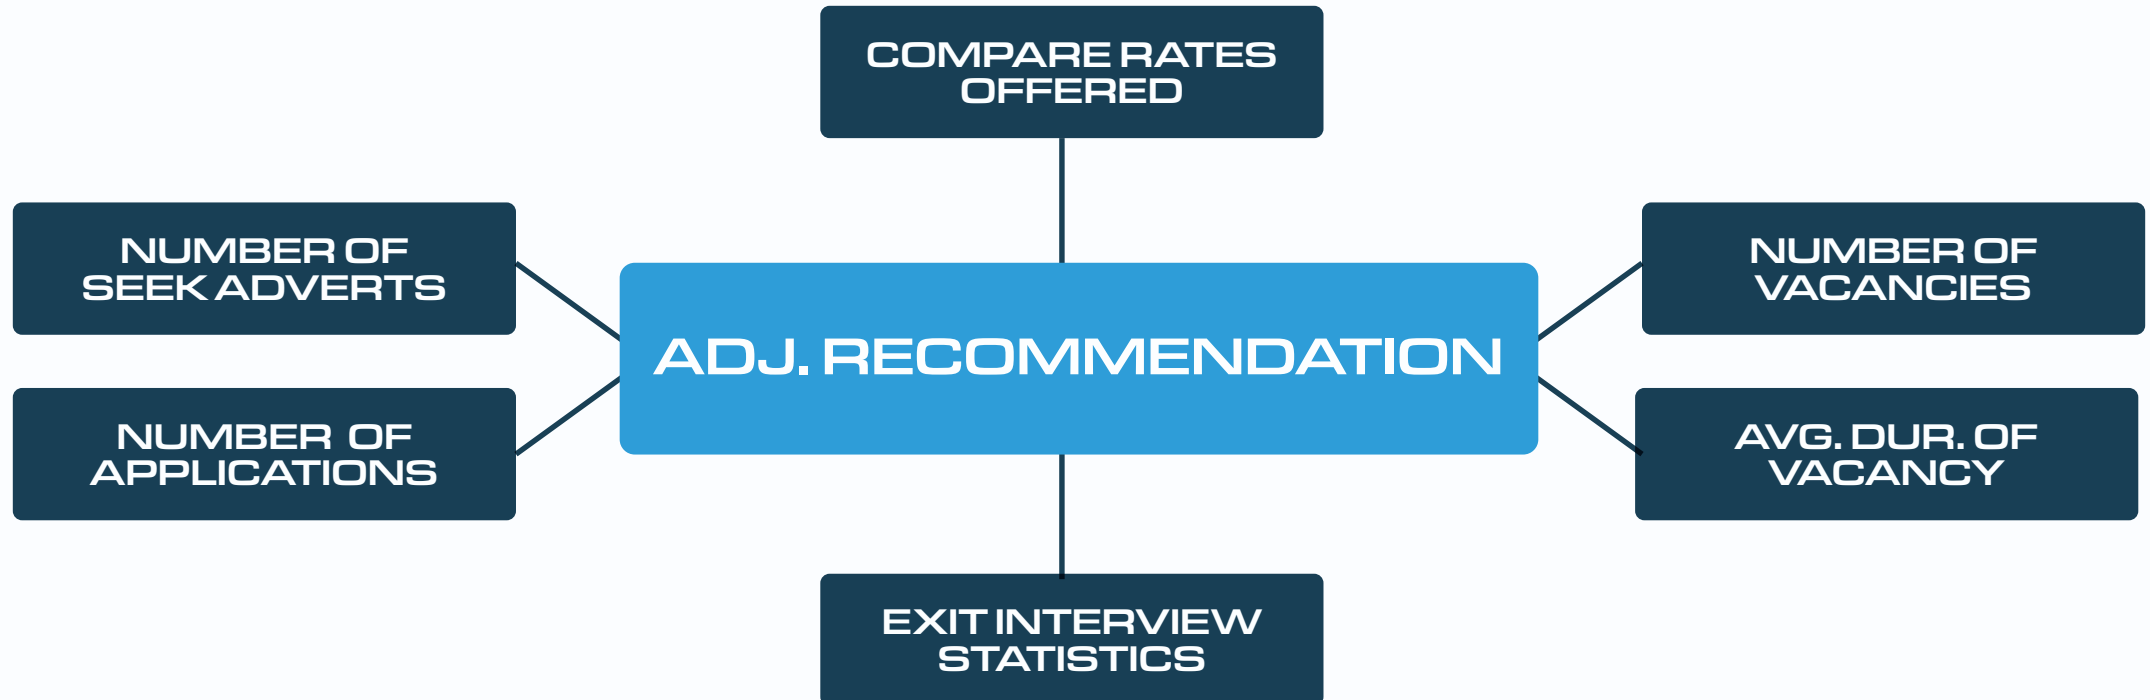 COMPARE RATES
OFFERED
NUMBER OF
SEEK ADVERTS
NUMBER OF
VACANCIES
ADJ. RECOMMENDATION
NUMBER OF
APPLICATIONS
AVG. DUR. OF
VACANCY
EXIT INTERVIEW
STATISTICS